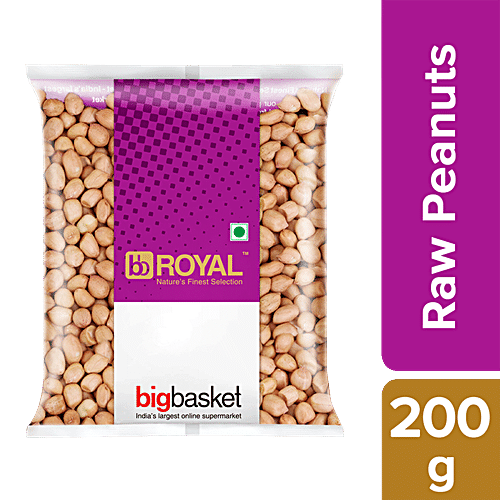 bb ROYAL™
Nature's Finest Selection
bigbasket
India's largest online supermarket
Raw Peanuts
200
g